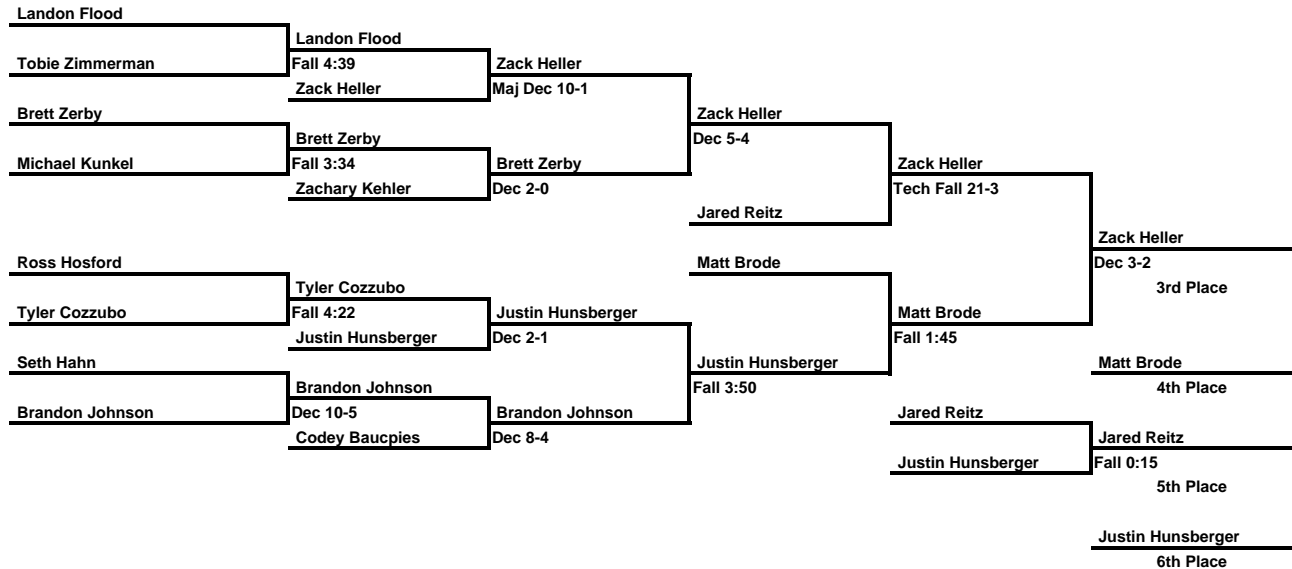 Landon Flood
Landon Flood
Tobie Zimmerman
Fall 4:39
Zack Heller
Zack Heller
Maj Dec 10-1
Brett Zerby
Zack Heller
Brett Zerby
Dec 5-4
Michael Kunkel
Fall 3:34
Brett Zerby
Zack Heller
Zachary Kehler
Dec 2-0
Tech Fall 21-3
Jared Reitz
Zack Heller
Ross Hosford
Matt Brode
Dec 3-2
Tyler Cozzubo
3rd Place
Tyler Cozzubo
Fall 4:22
Justin Hunsberger
Matt Brode
Justin Hunsberger
Dec 2-1
Fall 1:45
Seth Hahn
Justin Hunsberger
Matt Brode
Brandon Johnson
Fall 3:50
4th Place
Brandon Johnson
Dec 10-5
Brandon Johnson
Jared Reitz
Codey Baucpies
Dec 8-4
Jared Reitz
Justin Hunsberger
Fall 0:15
5th Place
Justin Hunsberger
6th Place